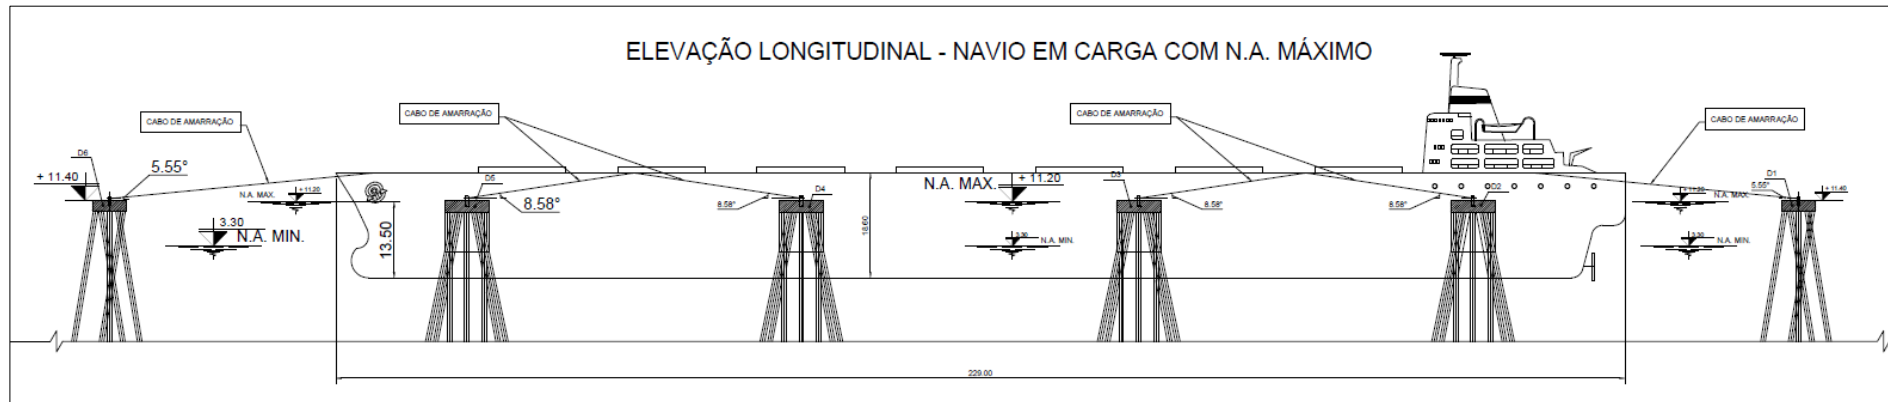 ELEVAÇÃO LONGITUDINAL - NAVIO EM CARGA COM N.A. MÁXIMO
CABO DE AMARRAÇÃO
CABO DE AMARRAÇÃO
CABO DE AMARRAÇÃO
CABO DE AMARRAÇÃO
D6
5.55°
+ 11.40
N.A. MAX.
+ 11.20
3.30
N.A. MIN.
13.50
D5
8.58°
8.58°
D4
18.60
N.A. MAX.
+ 11.20
3.30
N.A. MIN.
D3
8.58°
8.58°
D2
+ 11.20
N.A. MAX.
3.30
N.A. MIN.
5.55°
D1
+ 11.40
229.00